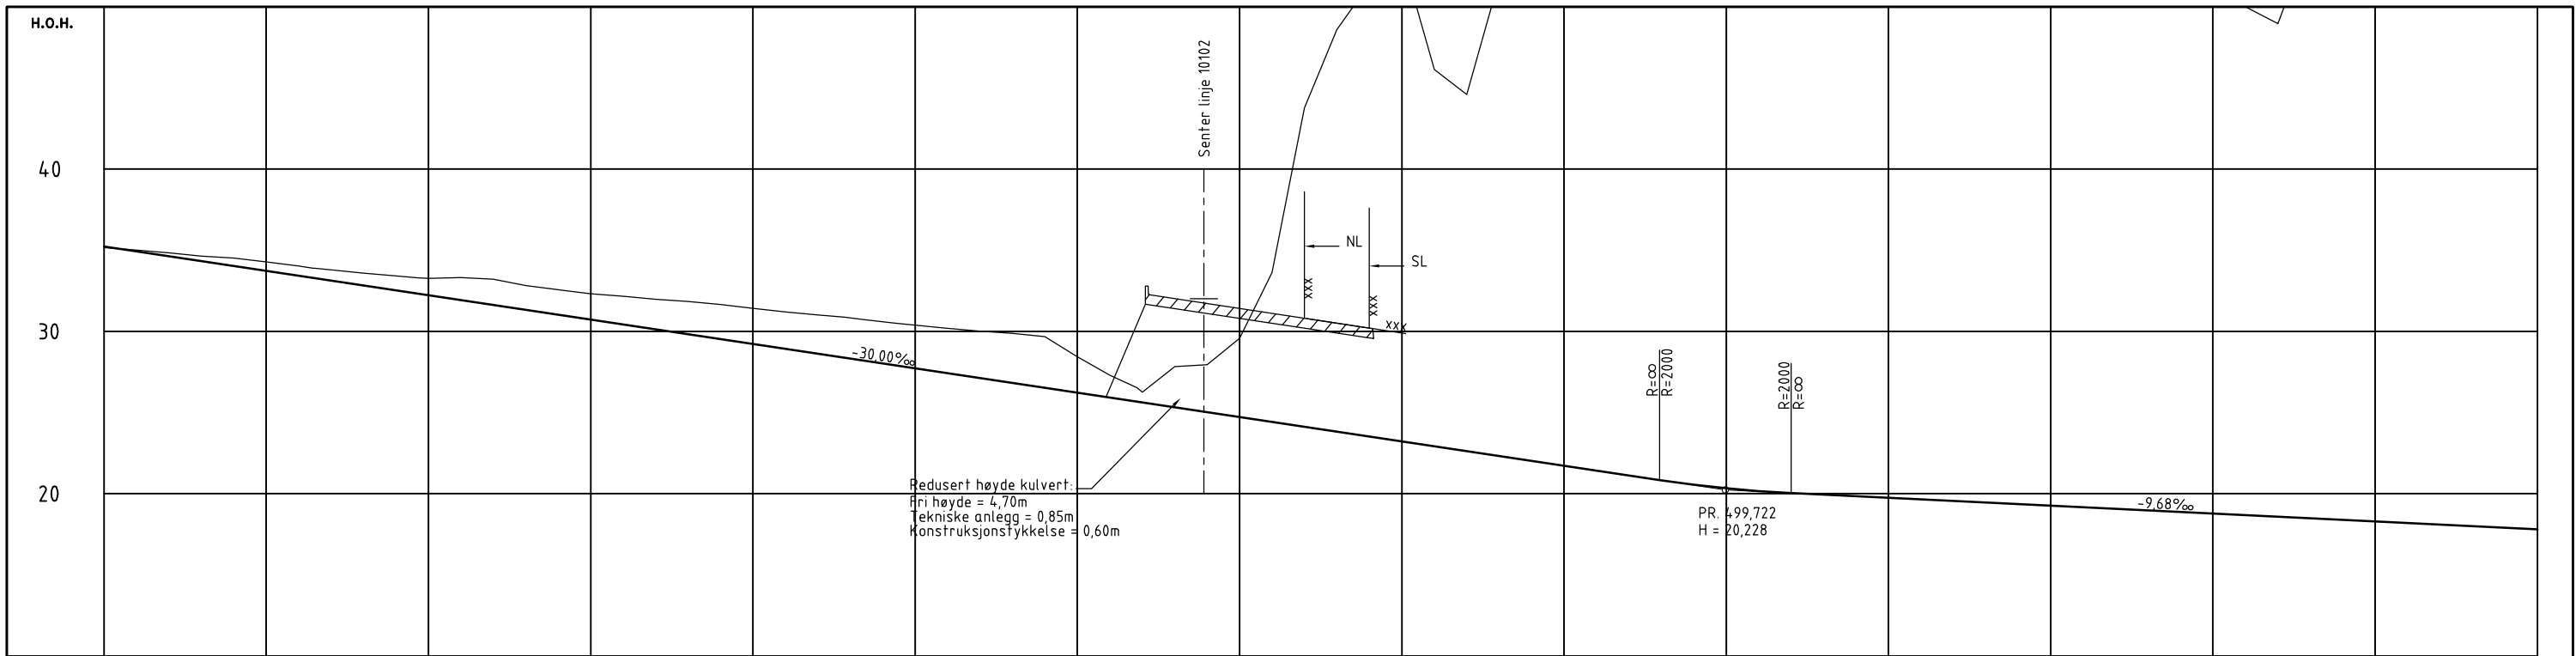 H.O.H.
Senter linje 10102
40
NL
SL
xxx
xxx
xxx
30
-30,00‰
R=∞
R=2000
R=2000
R=∞
20
Redusert høyde kulvert:
Fri høyde = 4,70m
Tekniske anlegg = 0,85m
Konstruksjonstykkelse = 0,60m
PR. 499,722
H = 20,228
-9,68‰